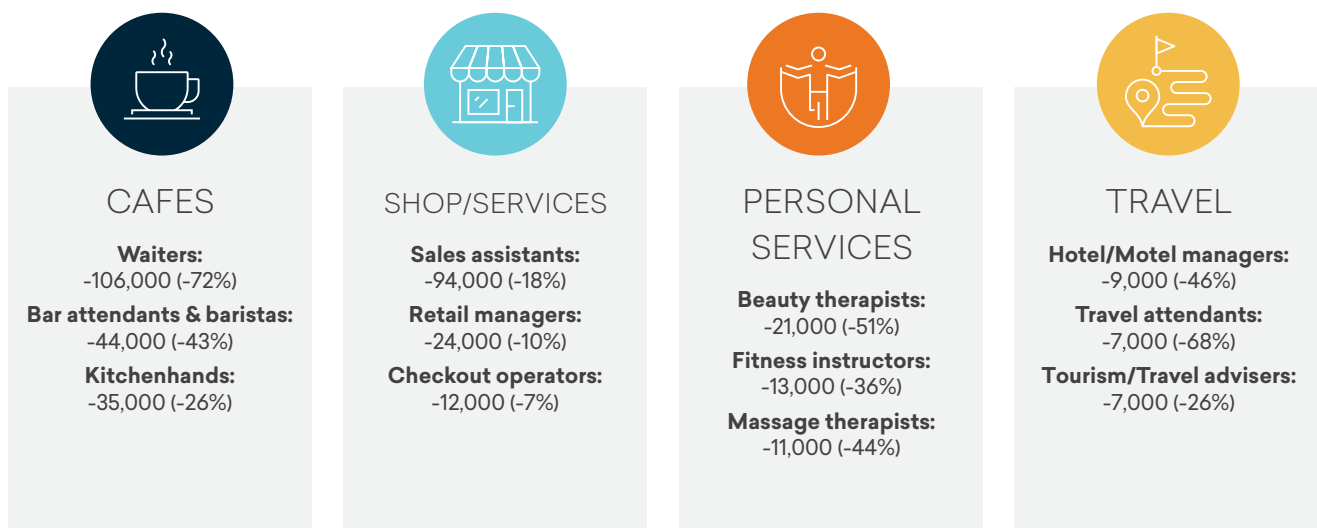 CAFES
Waiters:
-106,000 (-72%)
Bar attendants & baristas:
-44,000 (-43%)
Kitchenhands:
-35,000 (-26%)
SHOP/SERVICES
Sales assistants:
-94,000 (-18%)
Retail managers:
-24,000 (-10%)
Checkout operators:
-12,000 (-7%)
PERSONAL
SERVICES
Beauty therapists:
-21,000 (-51%)
Fitness instructors:
-13,000 (-36%)
Massage therapists:
-11,000 (-44%)
TRAVEL
Hotel/Motel managers:
-9,000 (-46%)
Travel attendants:
-7,000 (-68%)
Tourism/Travel advisers:
-7,000 (-26%)